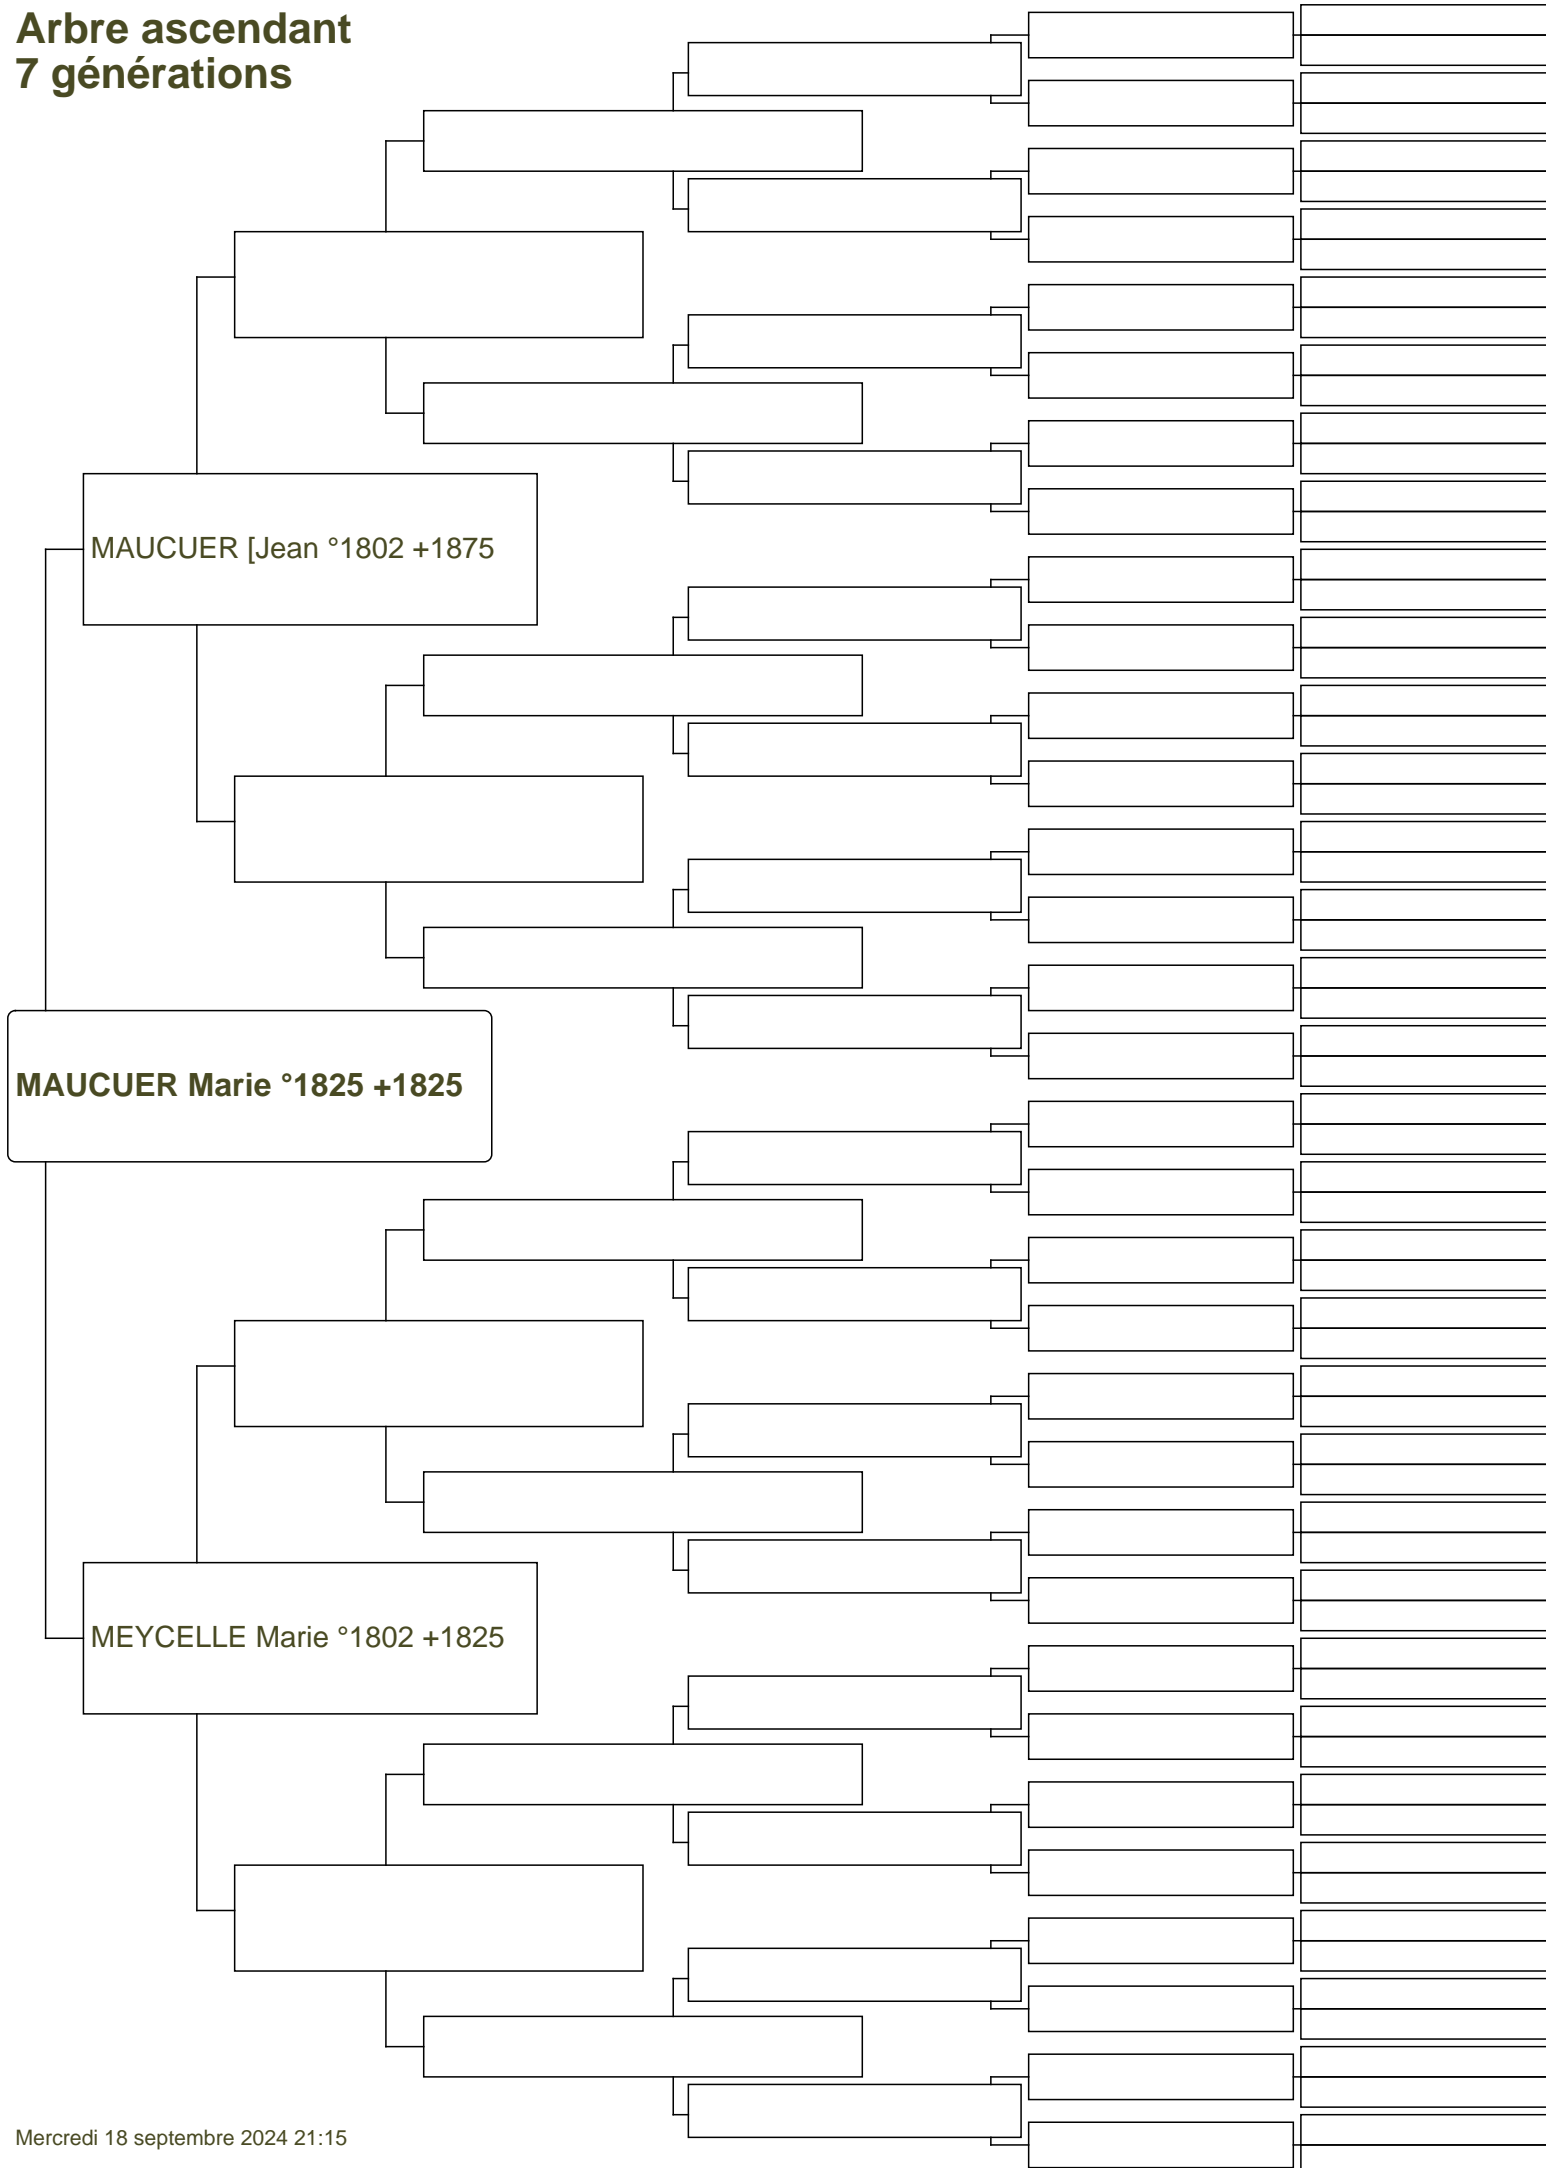 Arbre ascendant
7 générations
MAUCUER [Jean °1802 +1875
MAUCUER Marie °1825 +1825
MEYCELLE Marie °1802 +1825
Mercredi 18 septembre 2024 21:15